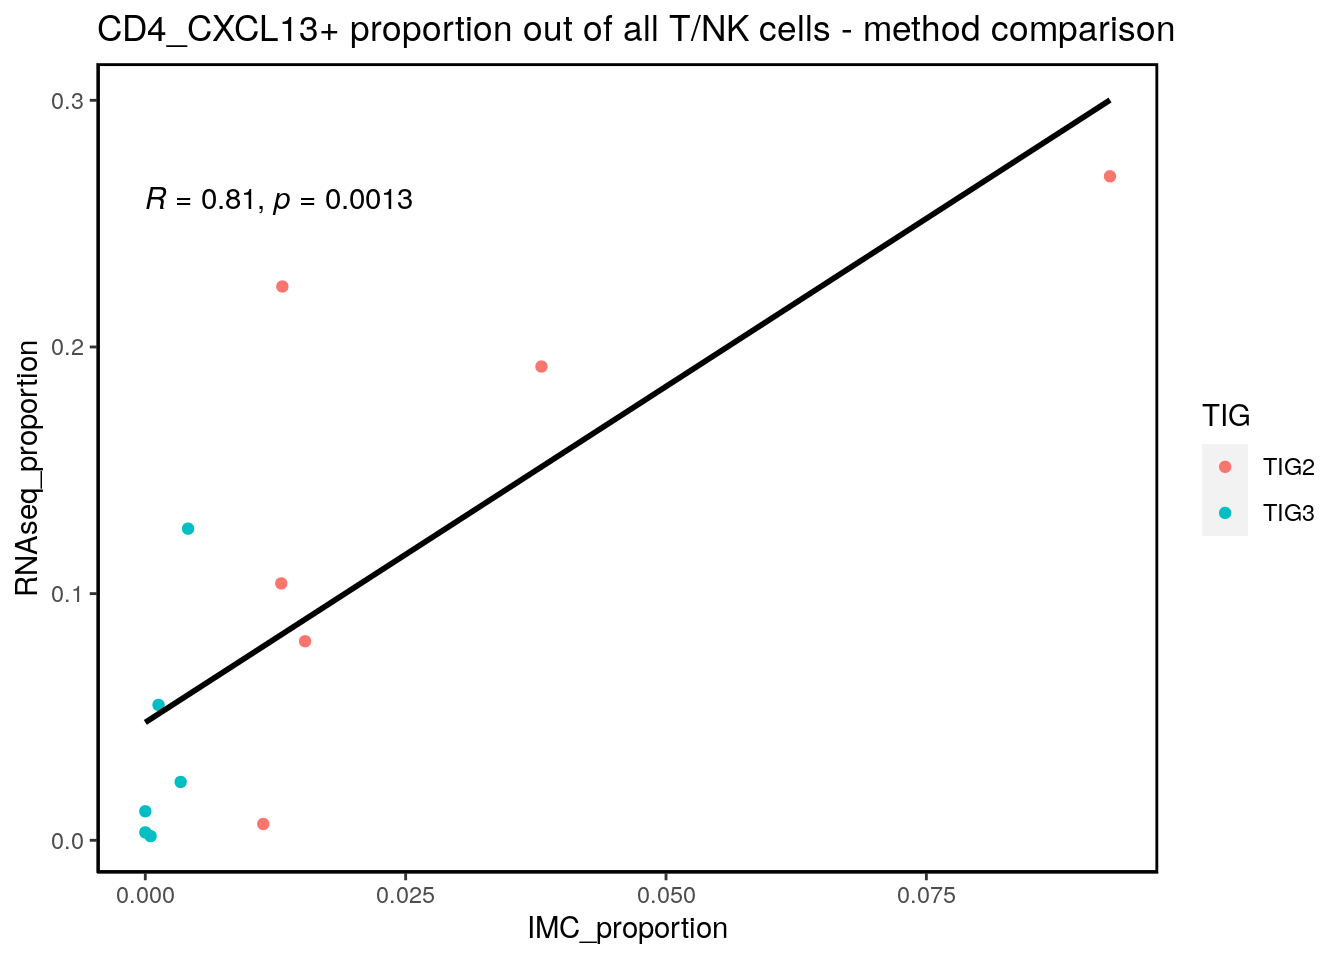 CD4_CXCL13+ proportion out of all T/NK cells - method comparison
0.3
R = 0.81, p = 0.0013
0.2
0.1
0.0
RNAseq_proportion
0.000 0.025 0.050 0.075
IMC_proportion
TIG
TIG2
TIG3